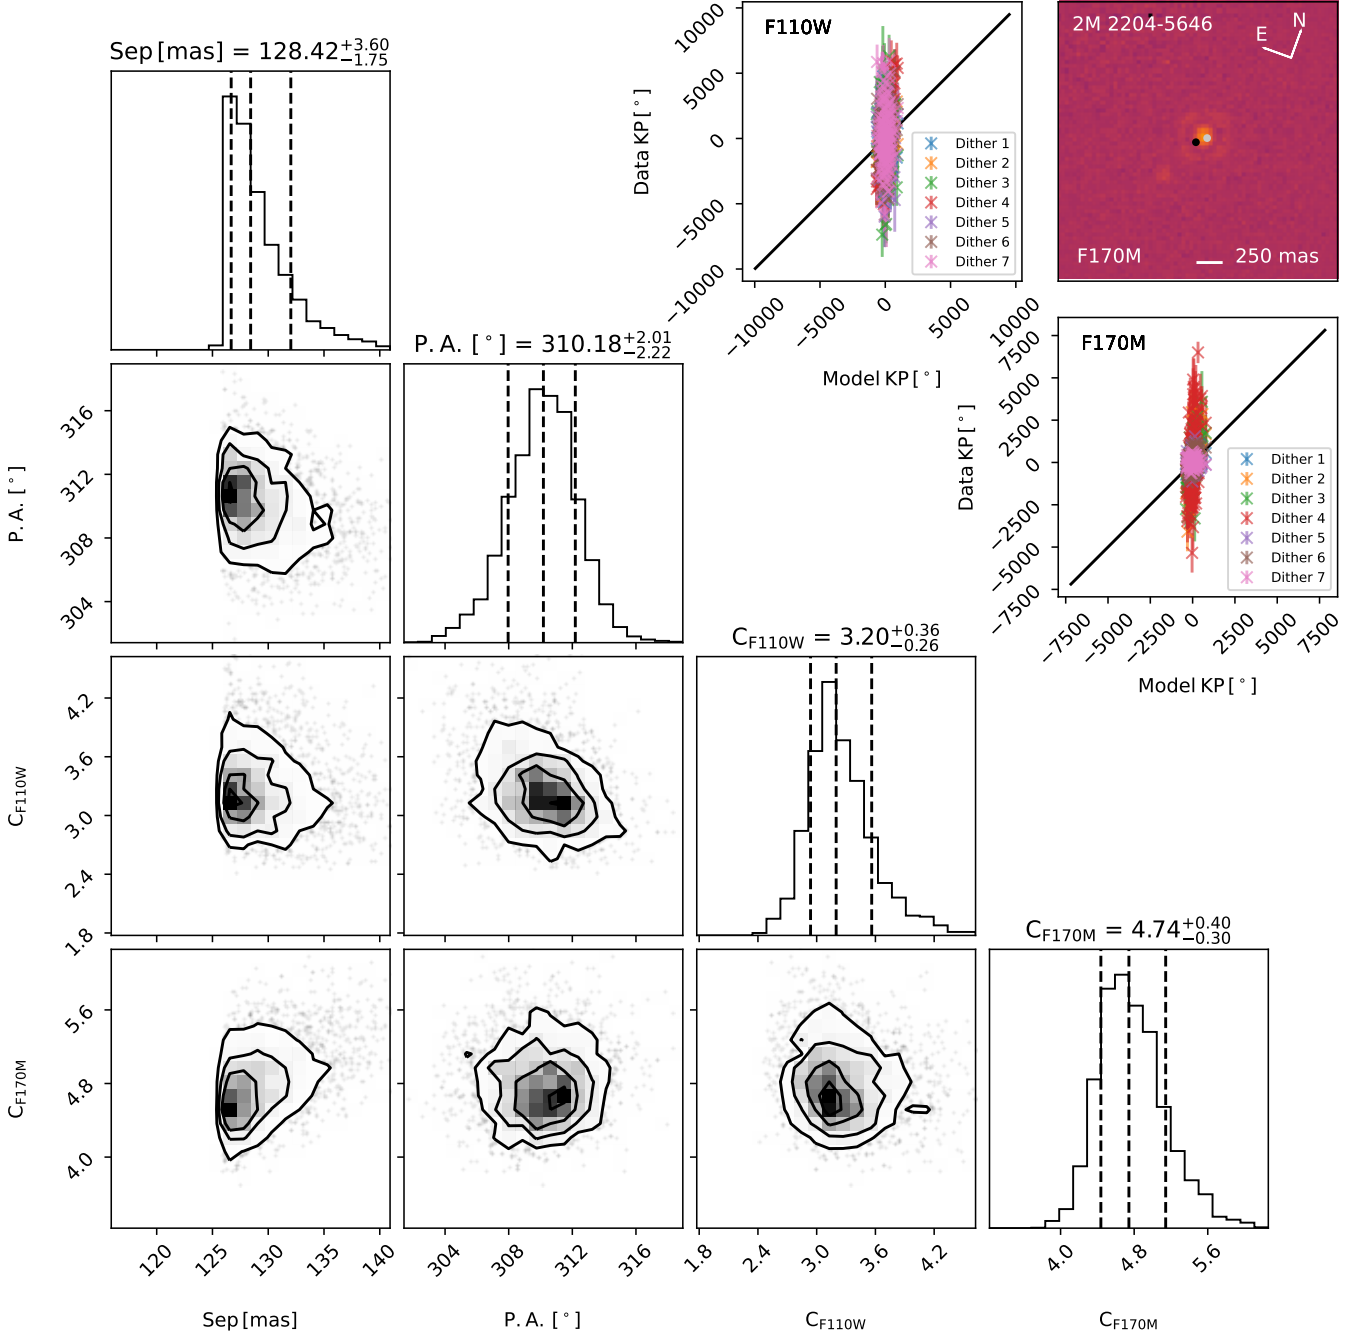 Sep [mas] = 128.42 +3.60 −1.75
P. A. [°] = 310.18 +2.01 −2.22
C F110W = 3.20 +0.36 −0.26
C F170M = 4.74 +0.40 −0.30
F110W
Data KP [°]
10000
5000
0
−5000
−10000
Dither 1
Dither 2
Dither 3
Dither 4
Dither 5
Dither 6
Dither 7
−10000 −5000 0 5000 10000
Model KP [°]
2M 2204-5646
E
N
F170M
250 mas
F170M
Data KP [°]
7500
5000
2500
0
−2500
−5000
−7500
Dither 1
Dither 2
Dither 3
Dither 4
Dither 5
Dither 6
Dither 7
−7500 −5000 −2500 0 2500 5000 7500
Model KP [°]
P. A. [°]
316
312
308
304
C F110W
4.2
3.6
3.0
2.4
1.8
C F170M
5.6
4.8
4.0
120 125 130 135 140
304 308 312 316
1.8 2.4 3.0 3.6 4.2
4.0 4.8 5.6
Sep [mas]
P. A. [°]
C F110W
C F170M